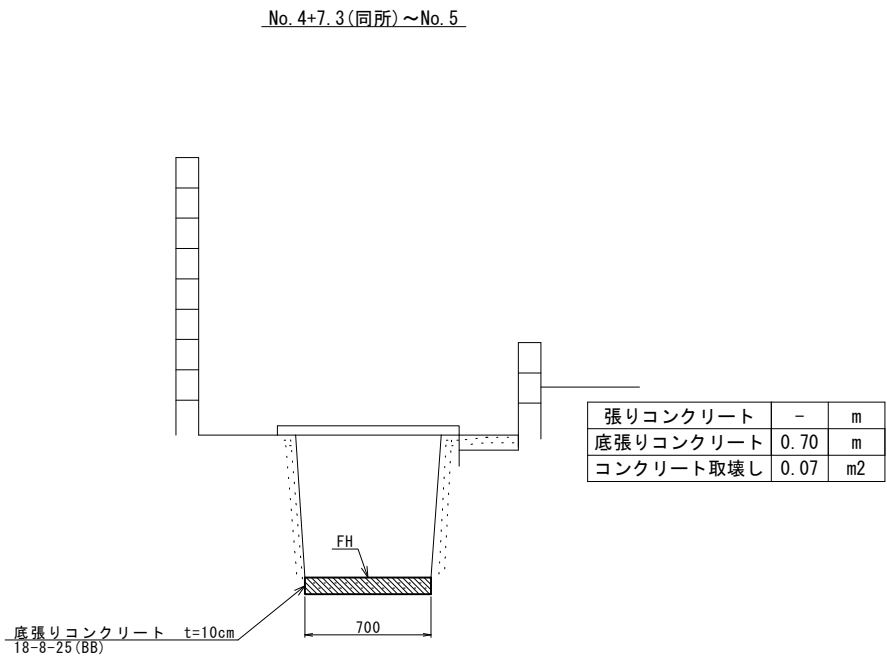 No.4+7.3(同所)～No.5
張りコンクリート - m
底張りコンクリート 0.70 m
コンクリート取壊し 0.07 m2
FH
700
底張りコンクリート t=10cm
18-8-25(BB)